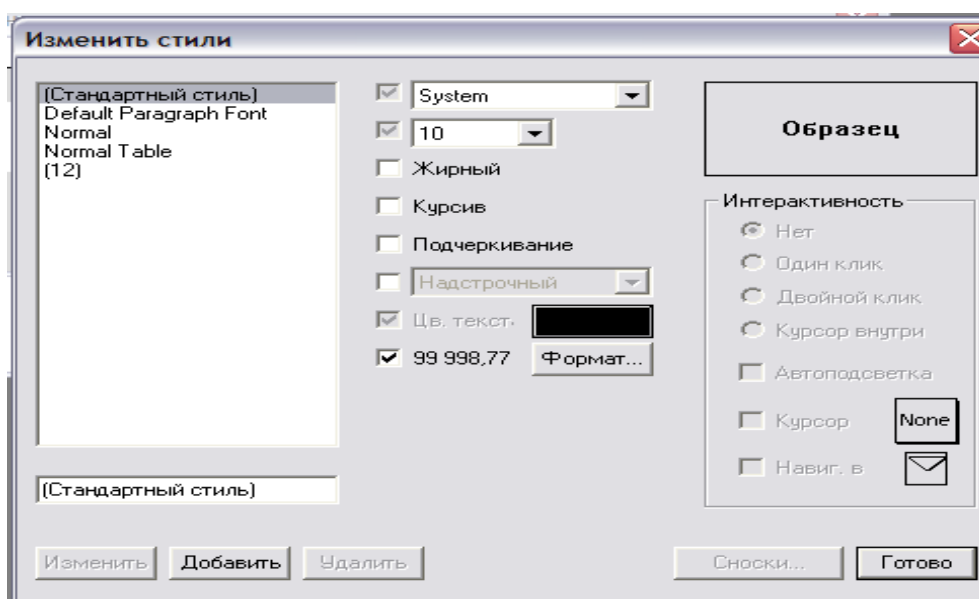 Изменить стили
(Стандартный стиль)
Default Paragraph Font
Normal
Normal Table
(12)
(Стандартный стиль)
System
10
Жирный
Курсив
Подчеркивание
Надстрочный
Цв. текст.
99 998,77 Формат...
Образец
Интерактивность
Нет
Один клик
Двойной клик
Курсор внутри
Автоподсветка
Курсор None
Навиг. в
Изменить Добавить Удалить Сноски... Готово